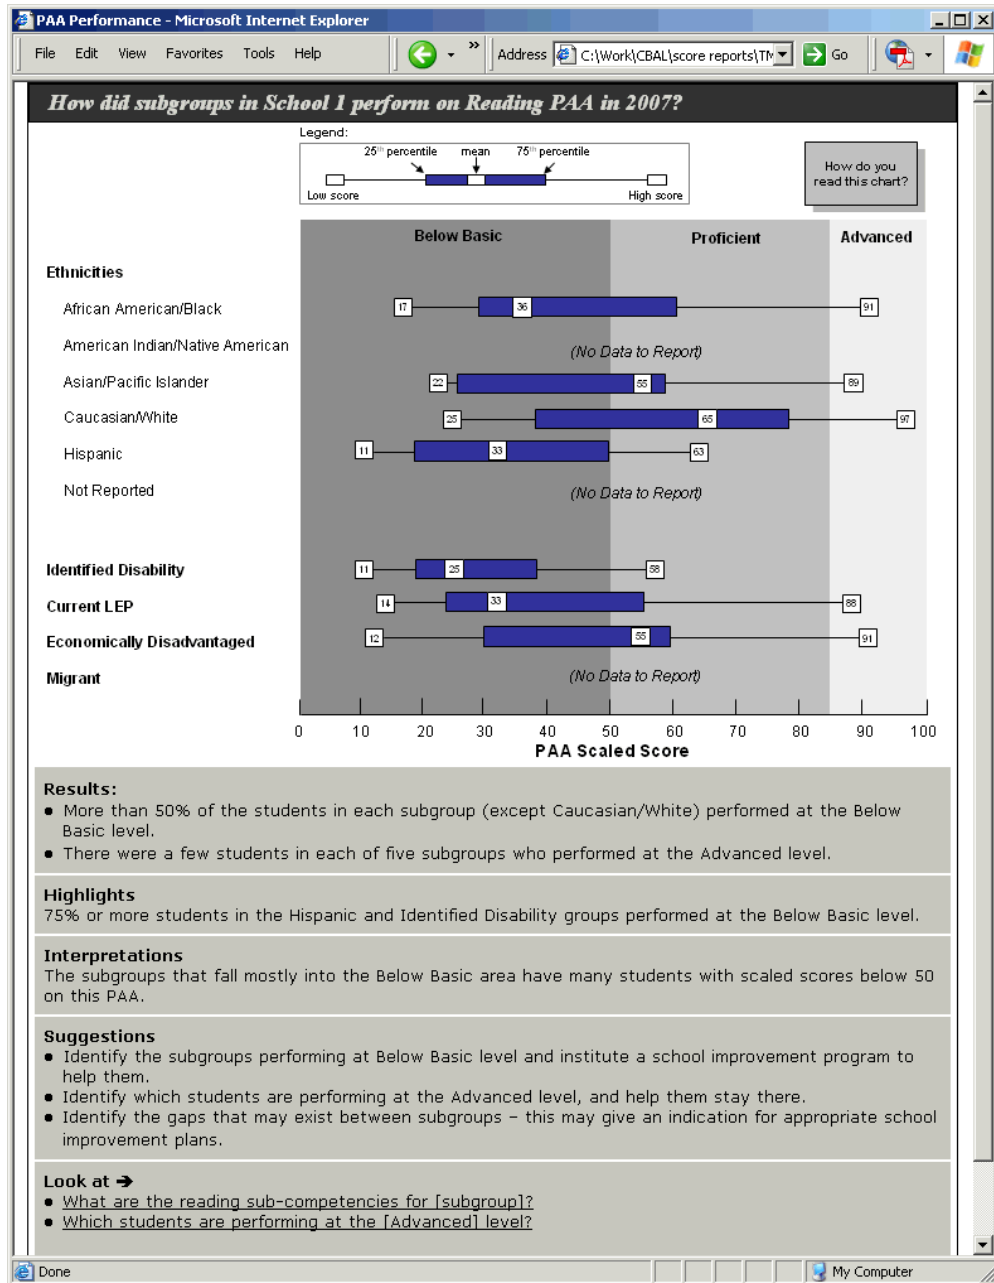 PAA Performance - Microsoft Internet Explorer
File Edit View Favorites Tools Help » Address C:\Work\CBAL\score reports\TM Go
How did subgroups in School 1 perform on Reading PAA in 2007?
Legend:
25th percentile mean 75th percentile
Low score High score
How do you
read this chart?
Below Basic Proficient Advanced
Ethnicities
African American/Black 17 36 91
American Indian/Native American (No Data to Report)
Asian/Pacific Islander 22 55 89
Caucasian/White 25 65 97
Hispanic 11 33 63
Not Reported (No Data to Report)
Identified Disability 11 25 58
Current LEP 14 33 88
Economically Disadvantaged 12 55 91
Migrant (No Data to Report)
0 10 20 30 40 50 60 70 80 90 100
PAA Scaled Score
Results:
• More than 50% of the students in each subgroup (except Caucasian/White) performed at the Below
Basic level.
• There were a few students in each of five subgroups who performed at the Advanced level.
Highlights
75% or more students in the Hispanic and Identified Disability groups performed at the Below Basic level.
Interpretations
The subgroups that fall mostly into the Below Basic area have many students with scaled scores below 50
on this PAA.
Suggestions
• Identify the subgroups performing at Below Basic level and institute a school improvement program to
help them.
• Identify which students are performing at the Advanced level, and help them stay there.
• Identify the gaps that may exist between subgroups – this may give an indication for appropriate school
improvement plans.
Look at ➔
• What are the reading sub-competencies for [subgroup]?
• Which students are performing at the [Advanced] level?
Done My Computer